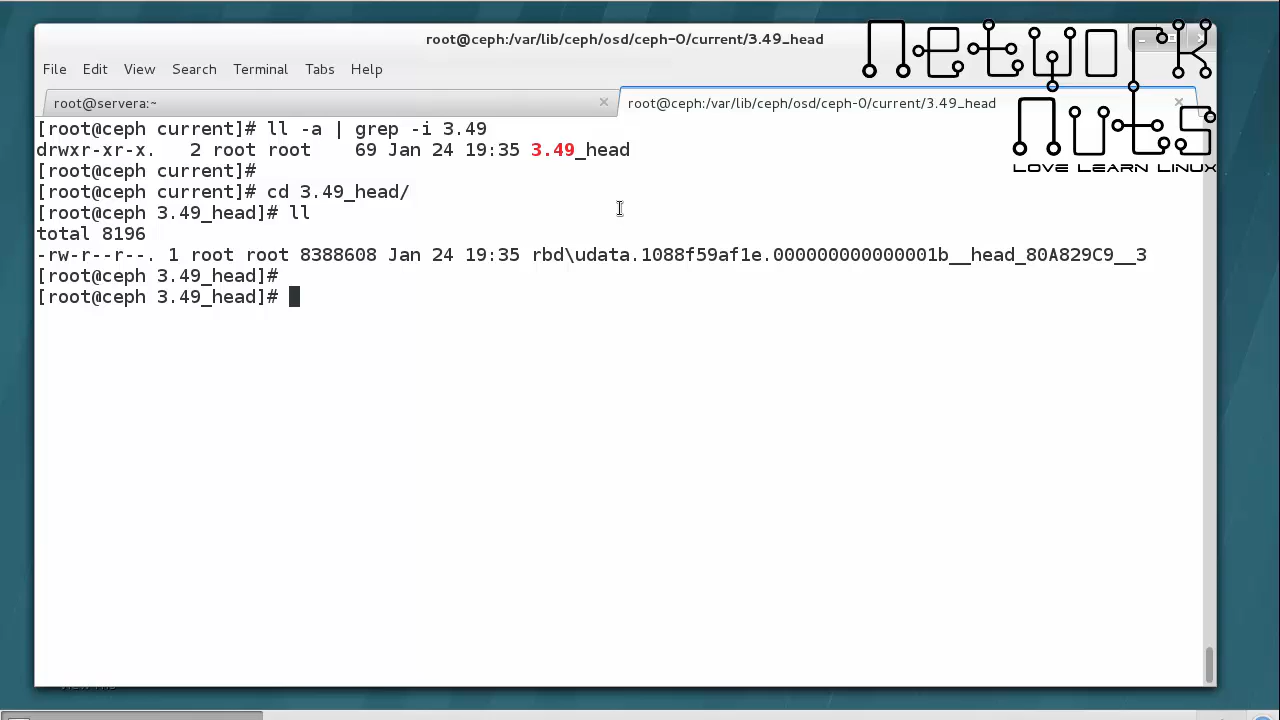 root@ceph:/var/lib/ceph/osd/ceph-0/current/3.49_head
File Edit View Search Terminal Tabs Help
root@servera:~ × root@ceph:/var/lib/ceph/osd/ceph-0/current/3.49_head ×
[root@ceph current]# ll -a | grep -i 3.49
drwxr-xr-x.   2 root root    69 Jan 24 19:35 3.49_head
[root@ceph current]#
[root@ceph current]# cd 3.49_head/
[root@ceph 3.49_head]# ll
total 8196
-rw-r--r--. 1 root root 8388608 Jan 24 19:35 rbd\udata.1088f59af1e.000000000000001b__head_80A829C9__3
[root@ceph 3.49_head]#
[root@ceph 3.49_head]#
network
nuts
LOVE LEARN LINUX